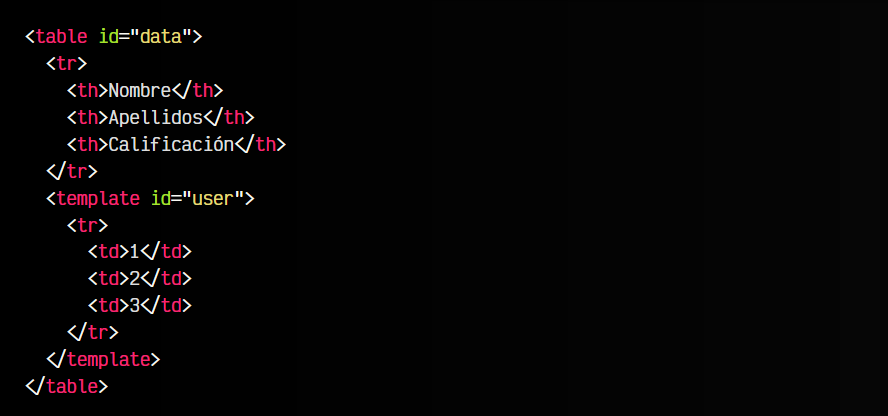 <table id="data">
  <tr>
    <th>Nombre</th>
    <th>Apellidos</th>
    <th>Calificación</th>
  </tr>
  <template id="user">
    <tr>
      <td>1</td>
      <td>2</td>
      <td>3</td>
    </tr>
  </template>
</table>